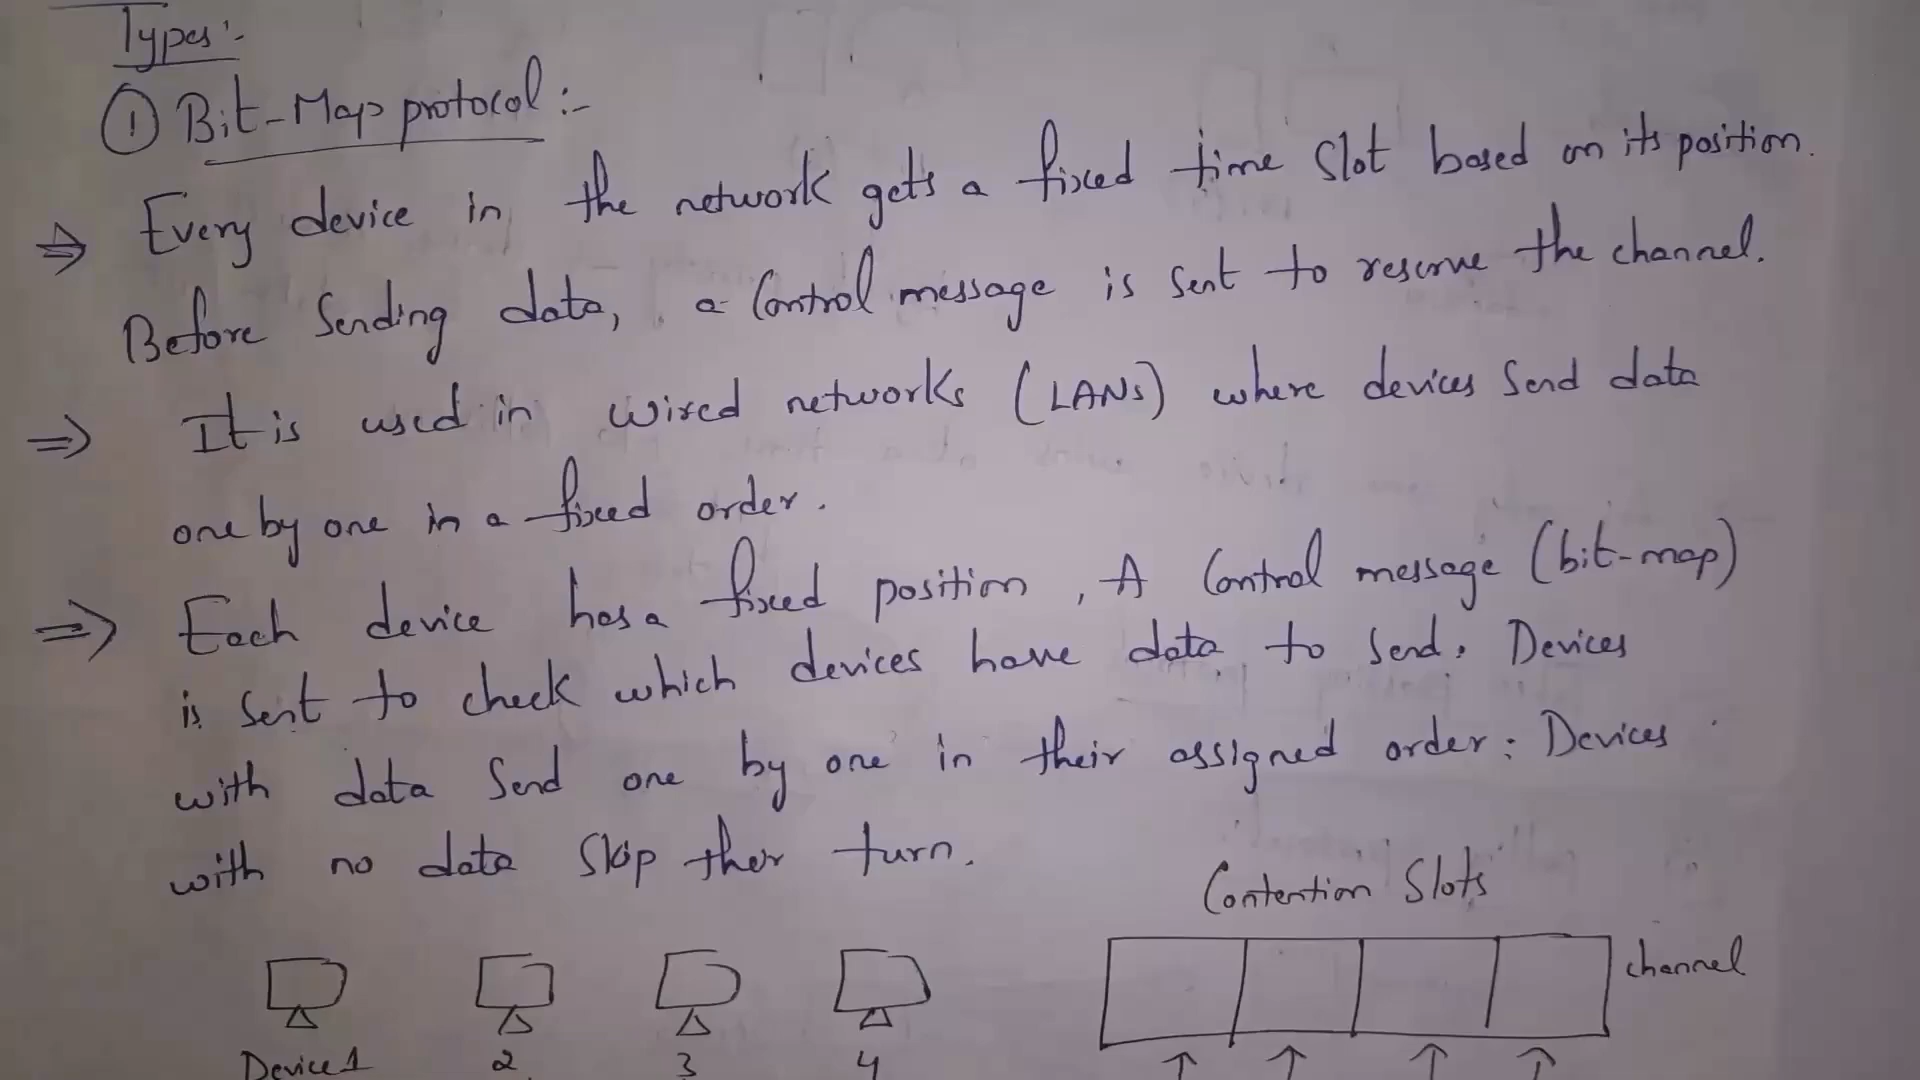 Types :-
① Bit-Map protocol :-
⇒ Every device in the network gets a fixed time slot based on its position.
Before sending data, a control message is sent to reserve the channel.
⇒ It is used in wired networks (LANs) where devices send data
one by one in a fixed order.
⇒ Each device has a fixed position, A control message (bit-map)
is sent to check which devices have data to send. Devices
with data send one by one in their assigned order. Devices
with no data skip their turn.
Contention Slots
channel
Device 1 2 3 4